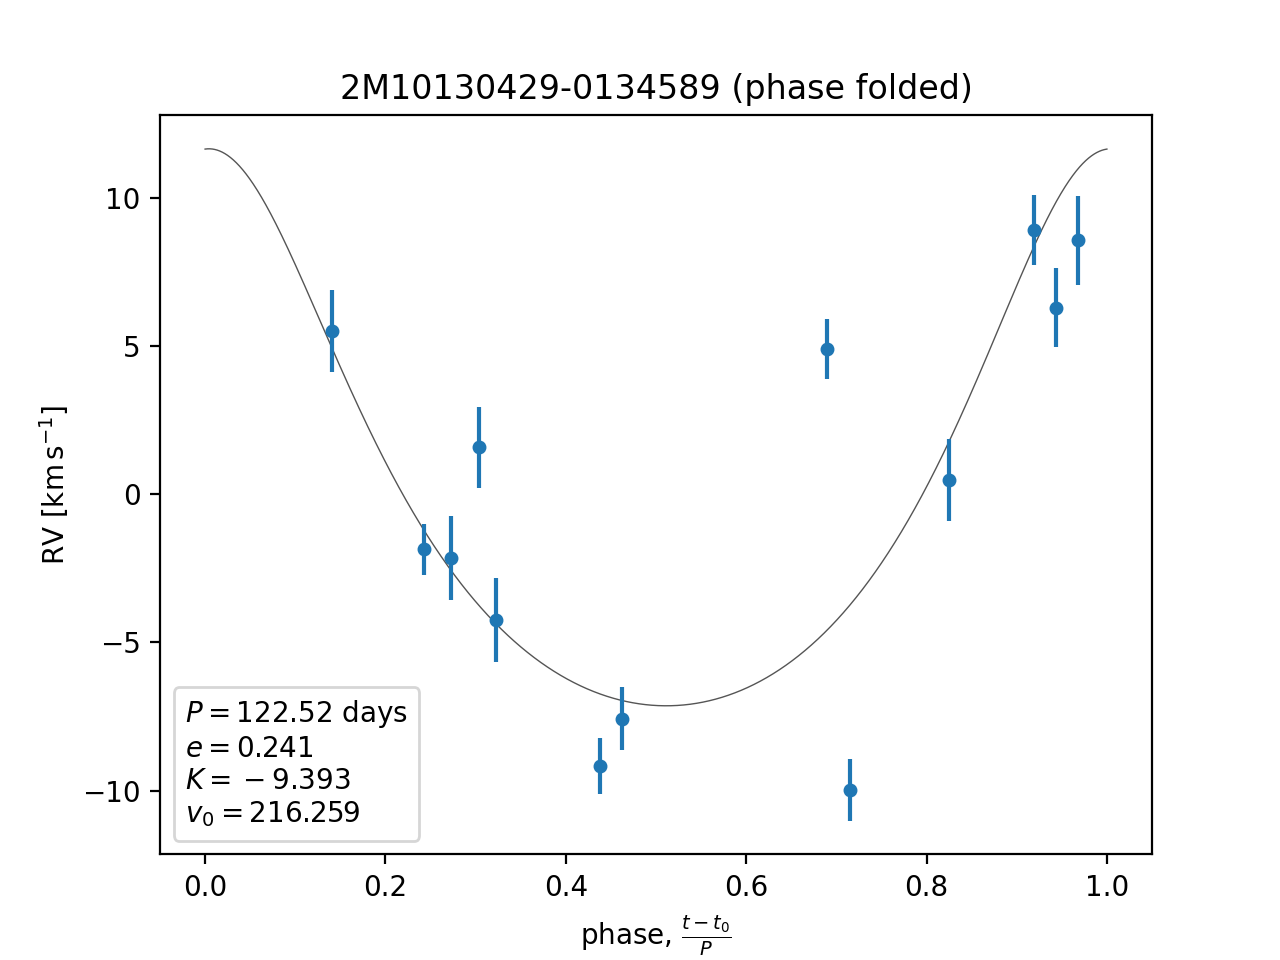 2M10130429-0134589 (phase folded)
10
5
0
−5
−10
RV [km s⁻¹]
P = 122.52 days
e = 0.241
K = −9.393
v₀ = 216.259
0.0 0.2 0.4 0.6 0.8 1.0
phase, (t − t₀)/P